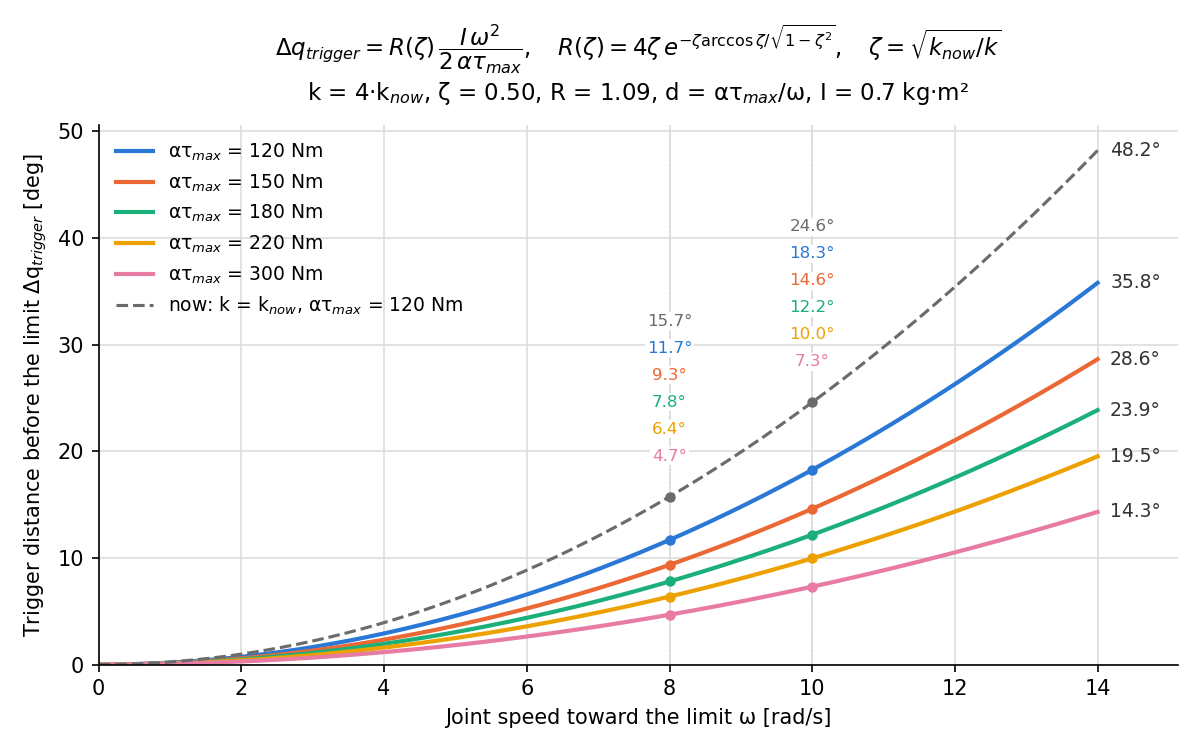 Δq_trigger = R(ζ) I ω² / 2 ατ_max, R(ζ) = 4ζ e^(−ζ arccos ζ/√(1 − ζ²)), ζ = √(k_now/k)
k = 4·k_now, ζ = 0.50, R = 1.09, d = ατ_max/ω, I = 0.7 kg·m²
Trigger distance before the limit Δq_trigger [deg]
50
40
30
20
10
0
ατ_max = 120 Nm
ατ_max = 150 Nm
ατ_max = 180 Nm
ατ_max = 220 Nm
ατ_max = 300 Nm
now: k = k_now, ατ_max = 120 Nm
15.7°
11.7°
9.3°
7.8°
6.4°
4.7°
24.6°
18.3°
14.6°
12.2°
10.0°
7.3°
48.2°
35.8°
28.6°
23.9°
19.5°
14.3°
0 2 4 6 8 10 12 14
Joint speed toward the limit ω [rad/s]